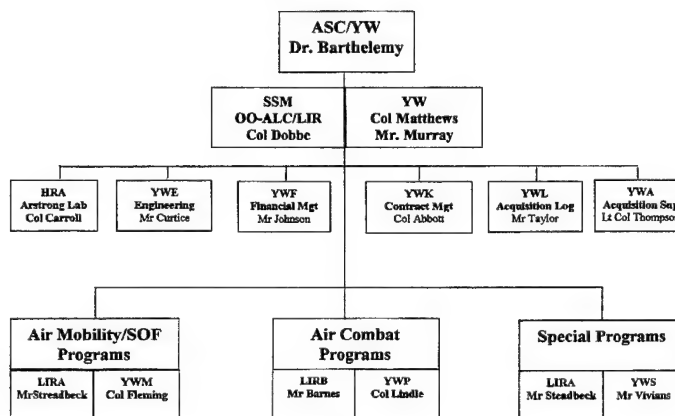 ASC/YW
Dr. Barthelemy
SSM
OO-ALC/LIR
Col Dobbe
YW
Col Matthews
Mr. Murray
HRA
Arstrong Lab
Col Carroll
YWE
Engineering
Mr Curtice
YWF
Financial Mgt
Mr Johnson
YWK
Contract Mgt
Col Abbott
YWL
Acquisition Log
Mr Taylor
YWA
Acquisition Sup
Lt Col Thompson
Air Mobility/SOF
Programs
LIRA
MrStreadbeck
YWM
Col Fleming
Air Combat
Programs
LIRB
Mr Barnes
YWP
Col Lindle
Special Programs
LIRA
Mr Steadbeck
YWS
Mr Vivians